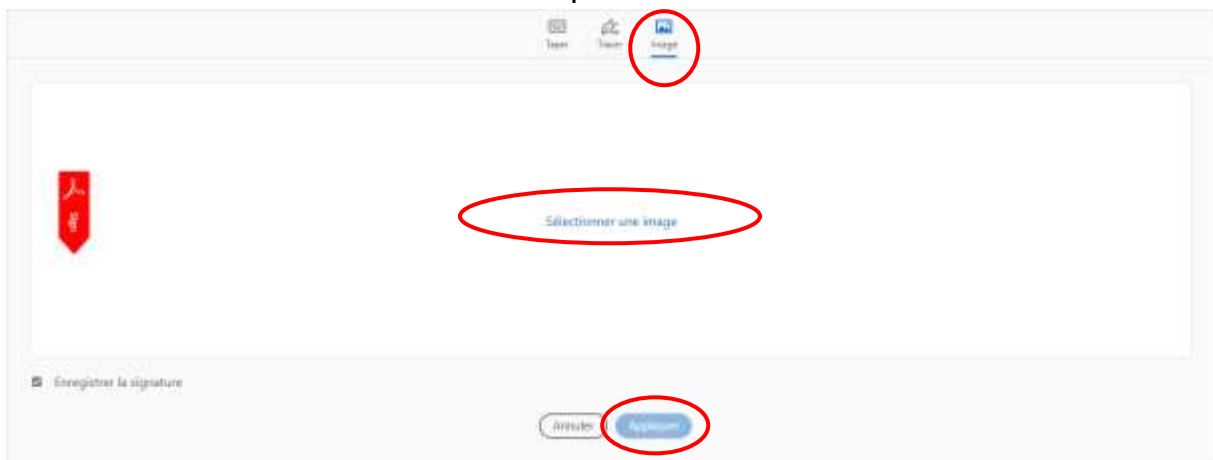 Taper Tracer Image
Sélectionner une image
Enregistrer la signature
Annuler Appliquer